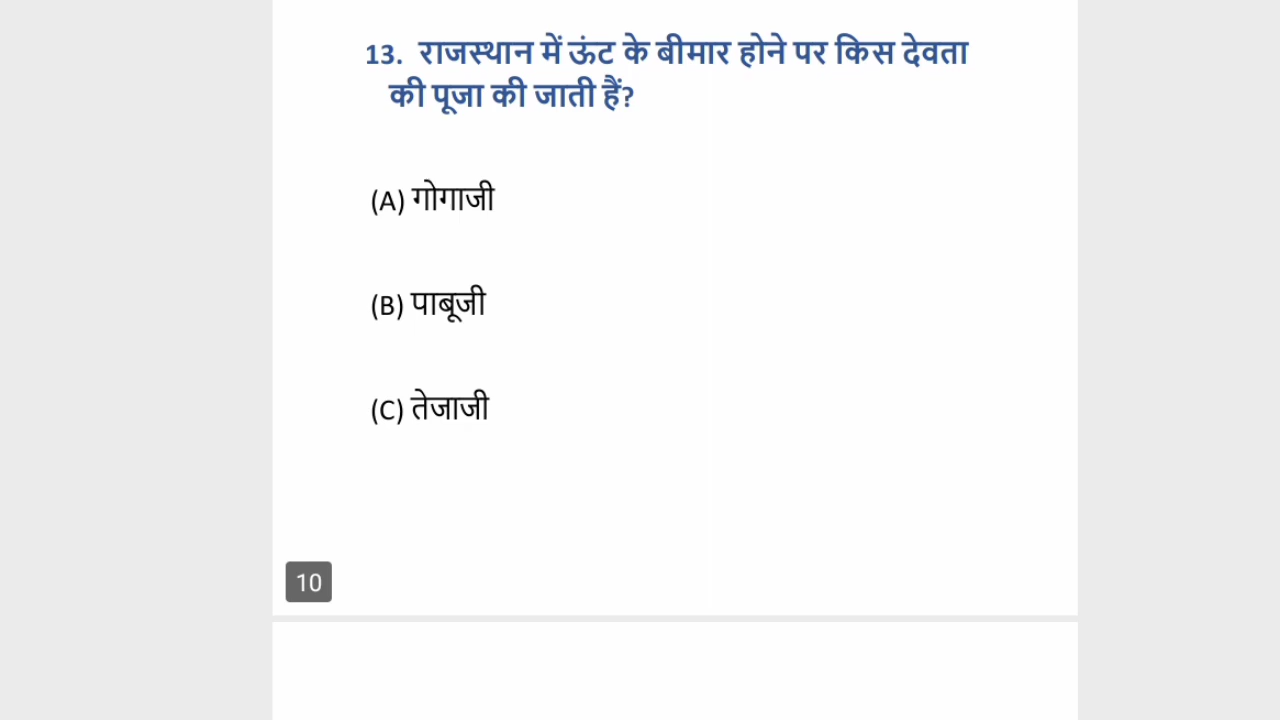 13. राजस्थान में ऊंट के बीमार होने पर किस देवता
की पूजा की जाती हैं?
(A) गोगाजी
(B) पाबूजी
(C) तेजाजी
10